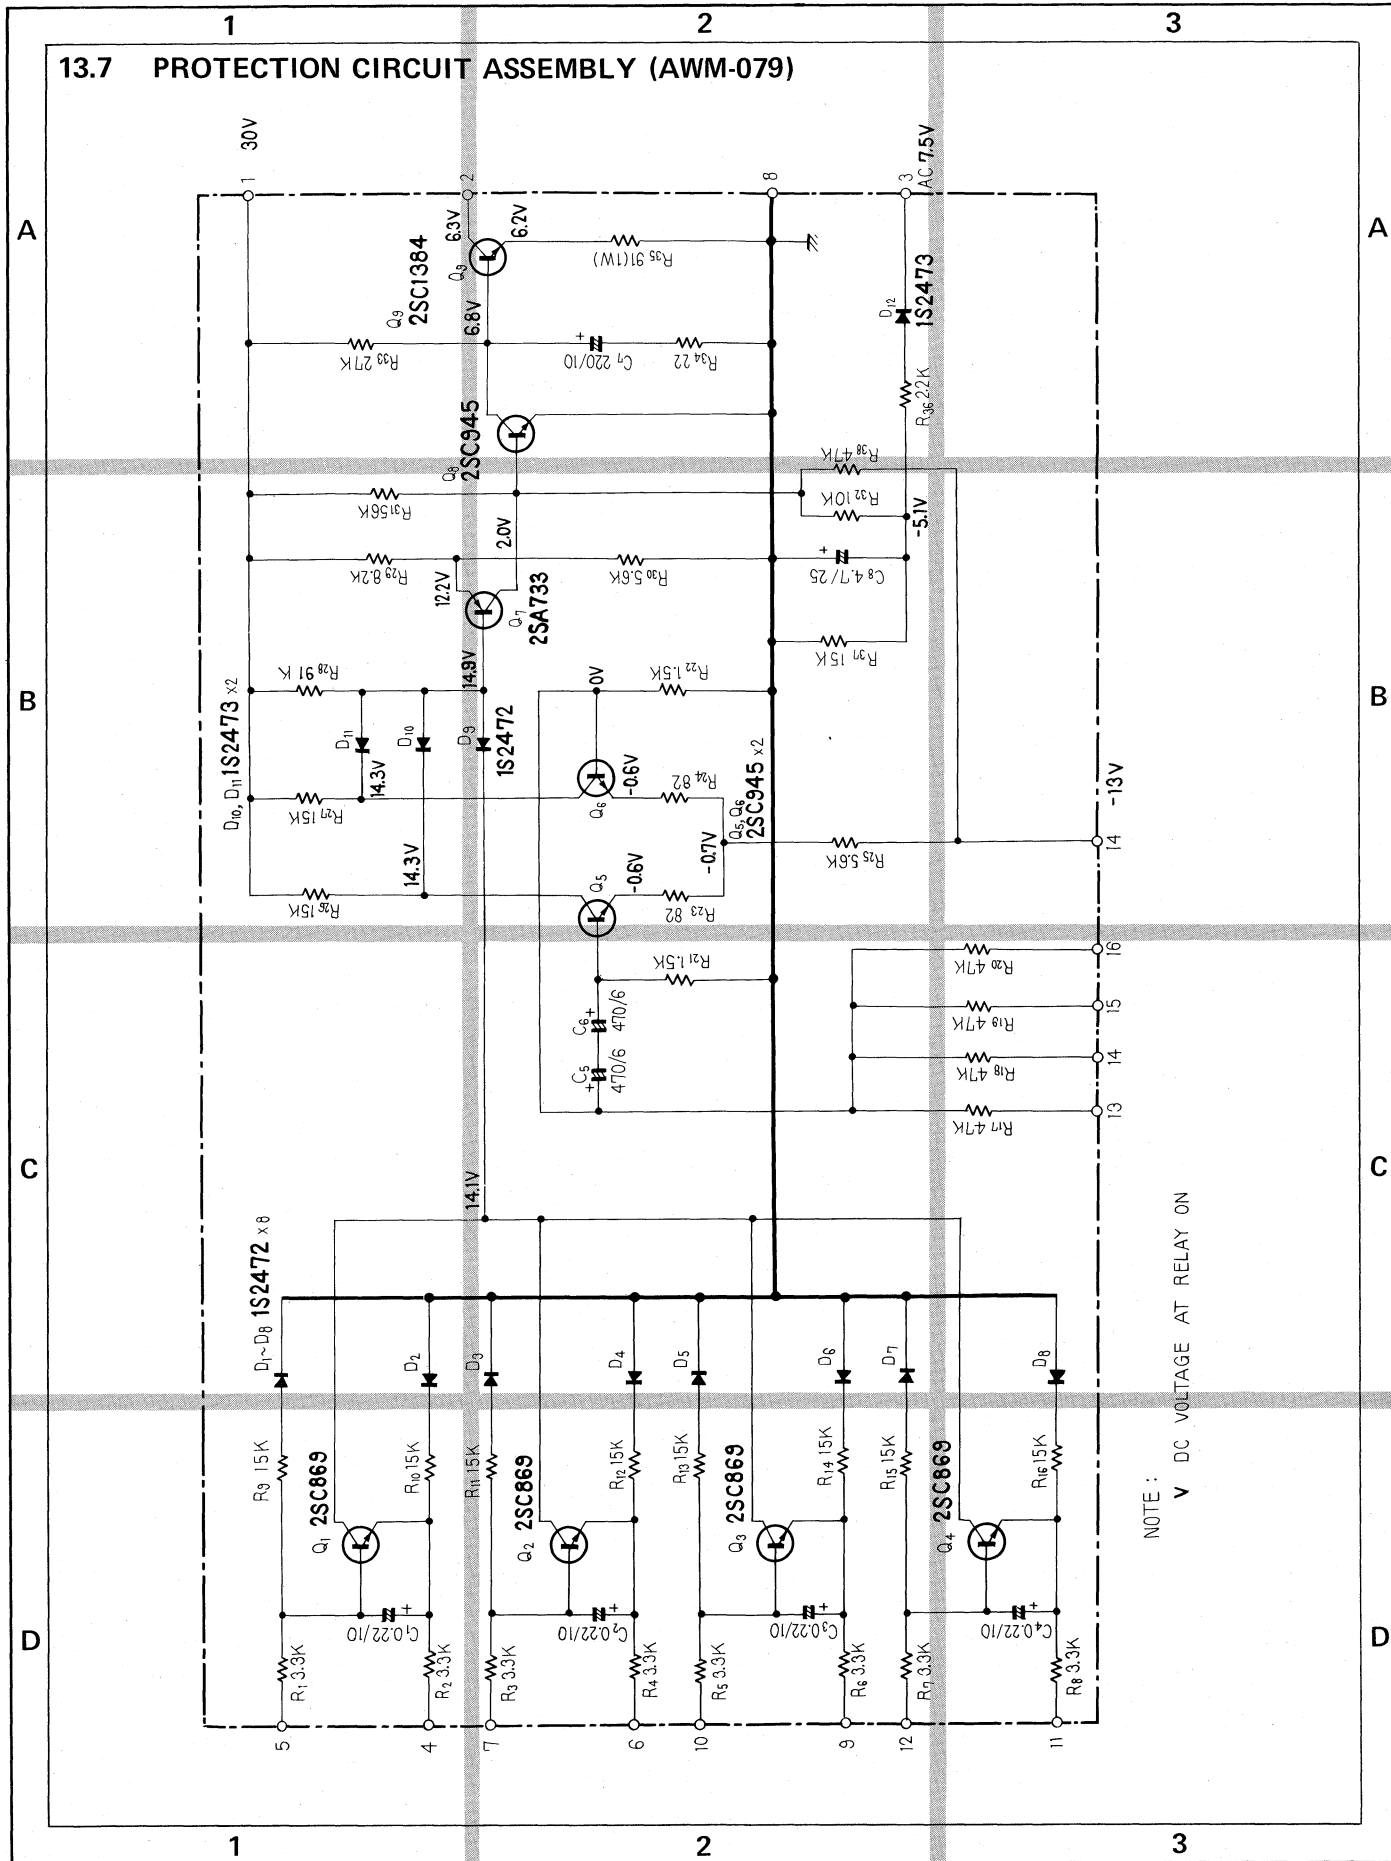 1 2 3
13.7 PROTECTION CIRCUIT ASSEMBLY (AWM-079)
30V
AC 7.5V
1
2
8
3
A
A
6.3V
6.2V
R35 91(1W)
Q9
2SC1384
Q9
D12
1S2473
6.8V
R33 27K
C7 220/10
+
R34 22
R36 2.2K
Q8
2SC945
R38 47K
R31 56K
R32 10K
-5.1V
2.0V
R29 8.2K
R30 5.6K
+
C8 4.7/25
12.2V
Q7
2SA733
R37 15K
14.9V
R28 91K
0V
R22 1.5K
B
B
D10, D11 1S2473 x2
D11
D10
D9
1S2472
14.3V
Q6
-0.6V
R24 82
R27 15K
Q5, Q6
2SC945 x2
-13V
14.3V
-0.7V
R25 5.6K
14
Q5
-0.6V
R23 82
R26 15K
R21 1.5K
R20 47K
16
C6 +
470/6
R19 47K
15
C5
+
470/6
R18 47K
14
R17 47K
13
C
C
14.1V
D1~D8 1S2472 x 8
D2
D3
D4
D5
D6
D7
D8
R9 15K
R10 15K
R11 15K
R12 15K
R13 15K
R14 15K
R15 15K
R16 15K
Q1
2SC869
Q2
2SC869
Q3
2SC869
Q4
2SC869
C1 0.22/10
+
C2 0.22/10
+
C3 0.22/10
+
C4 0.22/10
+
D
D
R1 3.3K
R2 3.3K
R3 3.3K
R4 3.3K
R5 3.3K
R6 3.3K
R7 3.3K
R8 3.3K
5
4
7
6
10
9
12
11
NOTE :
V DC VOLTAGE AT RELAY ON
1 2 3